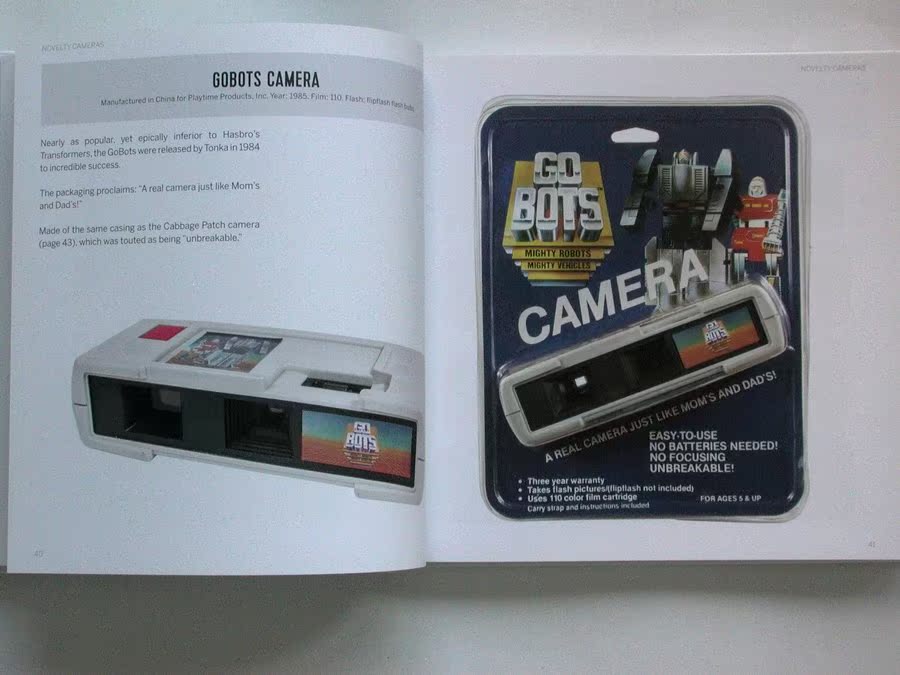 NOVELTY CAMERAS
GOBOTS CAMERA
Manufactured in China for Playtime Products, Inc. Year: 1985. Film: 110. Flash: flipflash flash bulbs.
Nearly as popular, yet epically inferior to Hasbro's
Transformers, the GoBots were released by Tonka in 1984
to incredible success.
The packaging proclaims: "A real camera just like Mom's
and Dad's!"
Made of the same casing as the Cabbage Patch camera
(page 43), which was touted as being "unbreakable."
GO
BOTS
40
NOVELTY CAMERAS
GO
BOTS
MIGHTY ROBOTS
MIGHTY VEHICLES
CAMERA
GO
BOTS
A REAL CAMERA JUST LIKE MOM'S AND DAD'S!
EASY-TO-USE
NO BATTERIES NEEDED!
NO FOCUSING
UNBREAKABLE!
• Three year warranty
• Takes flash pictures(flipflash not included)
• Uses 110 color film cartridge
Carry strap and instructions included
FOR AGES 5 & UP
41